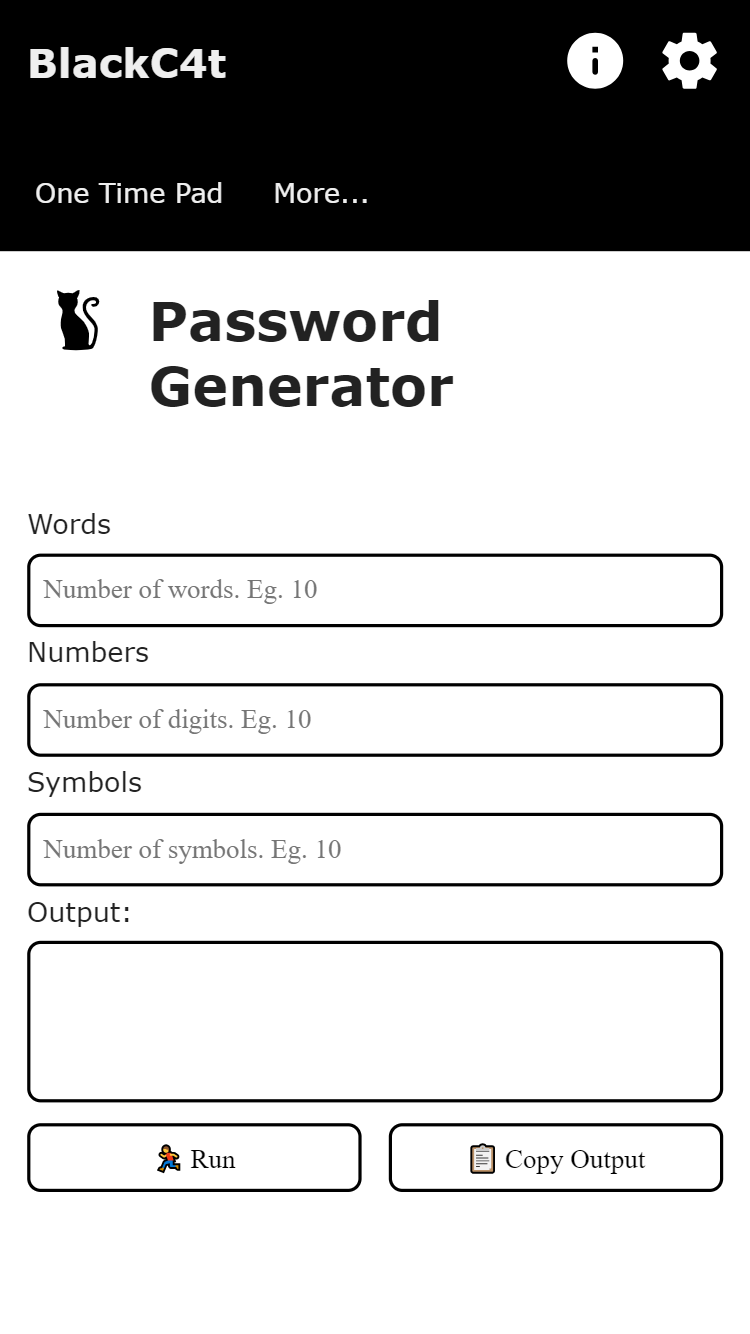 BlackC4t
One Time Pad More...
Password
Generator
Words
Number of words. Eg. 10
Numbers
Number of digits. Eg. 10
Symbols
Number of symbols. Eg. 10
Output:
Run Copy Output